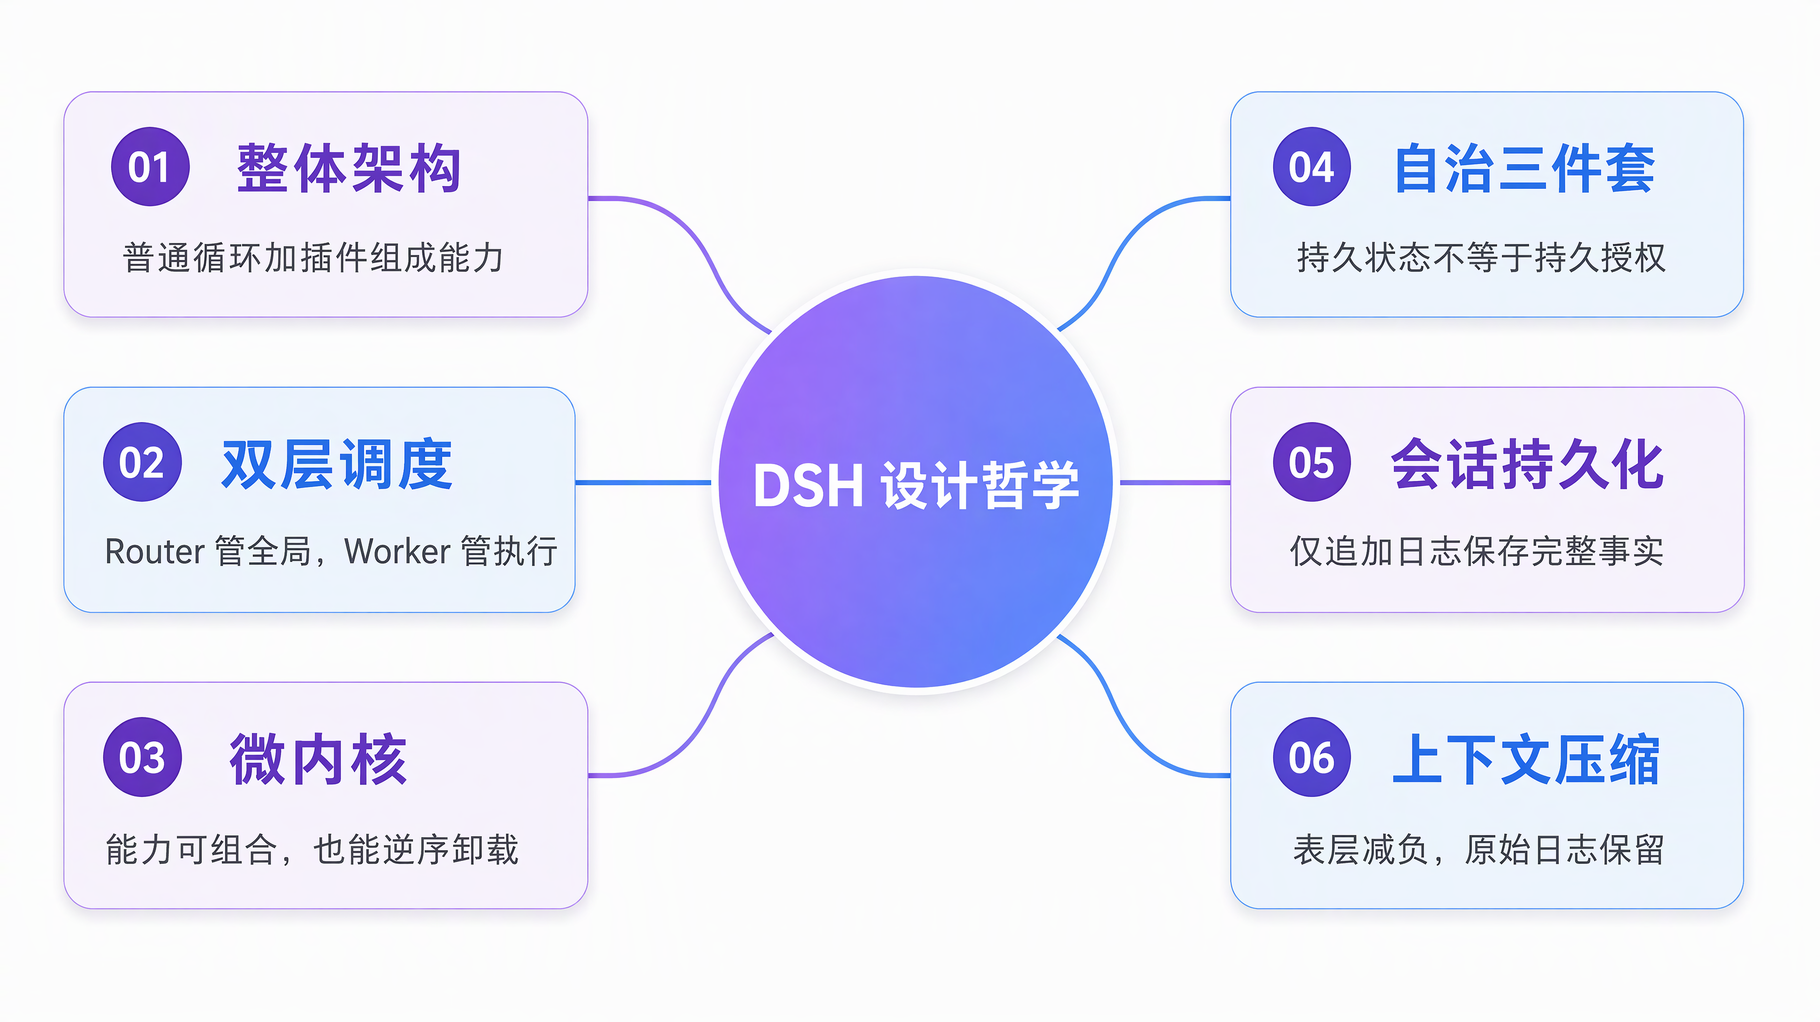 01 整体架构
普通循环加插件组成能力
02 双层调度
Router 管全局，Worker 管执行
03 微内核
能力可组合，也能逆序卸载
DSH 设计哲学
04 自治三件套
持久状态不等于持久授权
05 会话持久化
仅追加日志保存完整事实
06 上下文压缩
表层减负，原始日志保留